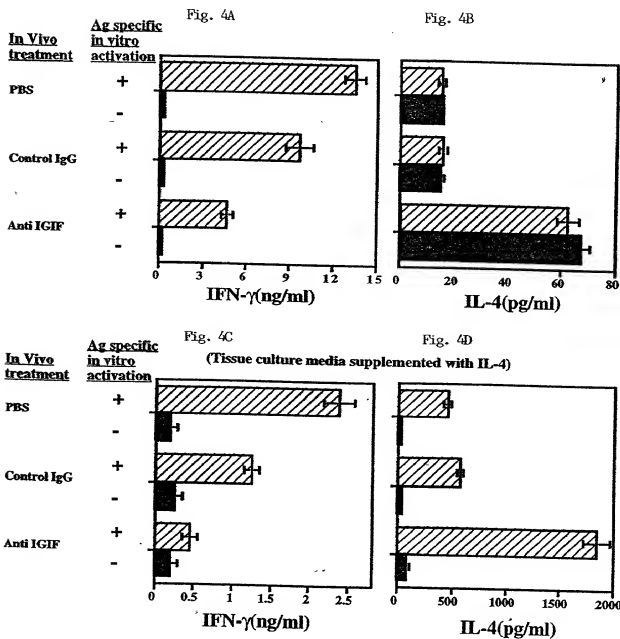 Fig. 4A
Fig. 4B
In Vivo treatment
Ag specific in vitro activation
PBS
+
-
Control IgG
+
-
Anti IGIF
+
-
0
3
6
9
12
15
IFN-γ(ng/ml)
0
20
40
60
80
IL-4(pg/ml)
Fig. 4C
Fig. 4D
(Tissue culture media supplemented with IL-4)
In Vivo treatment
Ag specific in vitro activation
PBS
+
-
Control IgG
+
-
Anti IGIF
+
-
0
0.5
1
1.5
2
2.5
IFN-γ(ng/ml)
0
500
1000
1500
2000
IL-4(pg/ml)